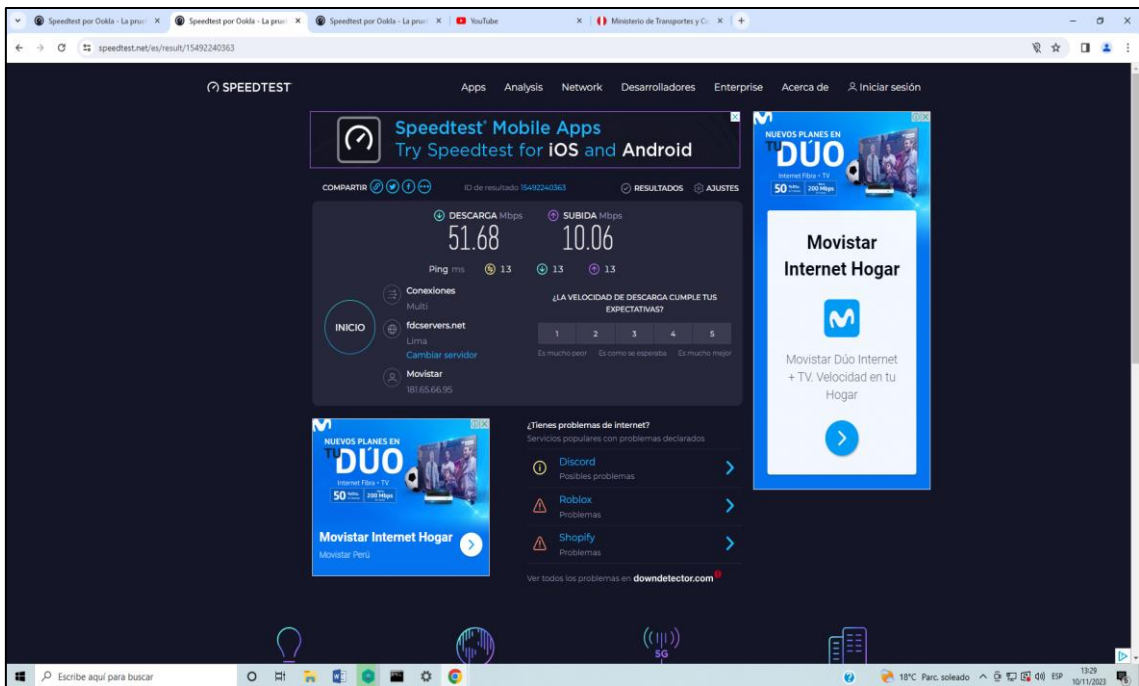 Speedtest por Ookla - La prue
Speedtest por Ookla - La prue
Speedtest por Ookla - La prue
YouTube
Ministerio de Transportes y Co
speedtest.net/es/result/15492240363
SPEEDTEST
Apps Analysis Network Desarrolladores Enterprise Acerca de Iniciar sesión
Speedtest® Mobile Apps
Try Speedtest for iOS and Android
COMPARTIR ID de resultado 15492240363 RESULTADOS AJUSTES
DESCARGA Mbps SUBIDA Mbps
51.68 10.06
Ping ms 13 13 13
INICIO
Conexiones
Multi
fdcservers.net
Lima
Cambiar servidor
Movistar
181.65.66.95
¿LA VELOCIDAD DE DESCARGA CUMPLE TUS
EXPECTATIVAS?
1 2 3 4 5
Es mucho peor Es como se esperaba Es mucho mejor
NUEVOS PLANES EN
TU DÚO
Internet Fibra + TV
50 200 Mbps
Movistar
Internet Hogar
Movistar Dúo Internet
+ TV. Velocidad en tu
Hogar
NUEVOS PLANES EN
TU DÚO
Internet Fibra + TV
50 200 Mbps
Movistar Internet Hogar
Movistar Perú
¿Tienes problemas de internet?
Servicios populares con problemas declarados
Discord
Posibles problemas
Roblox
Problemas
Shopify
Problemas
Ver todos los problemas en downdetector.com
5G
Escribe aquí para buscar
18°C Parc. soleado
ESP
13:29
10/11/2023